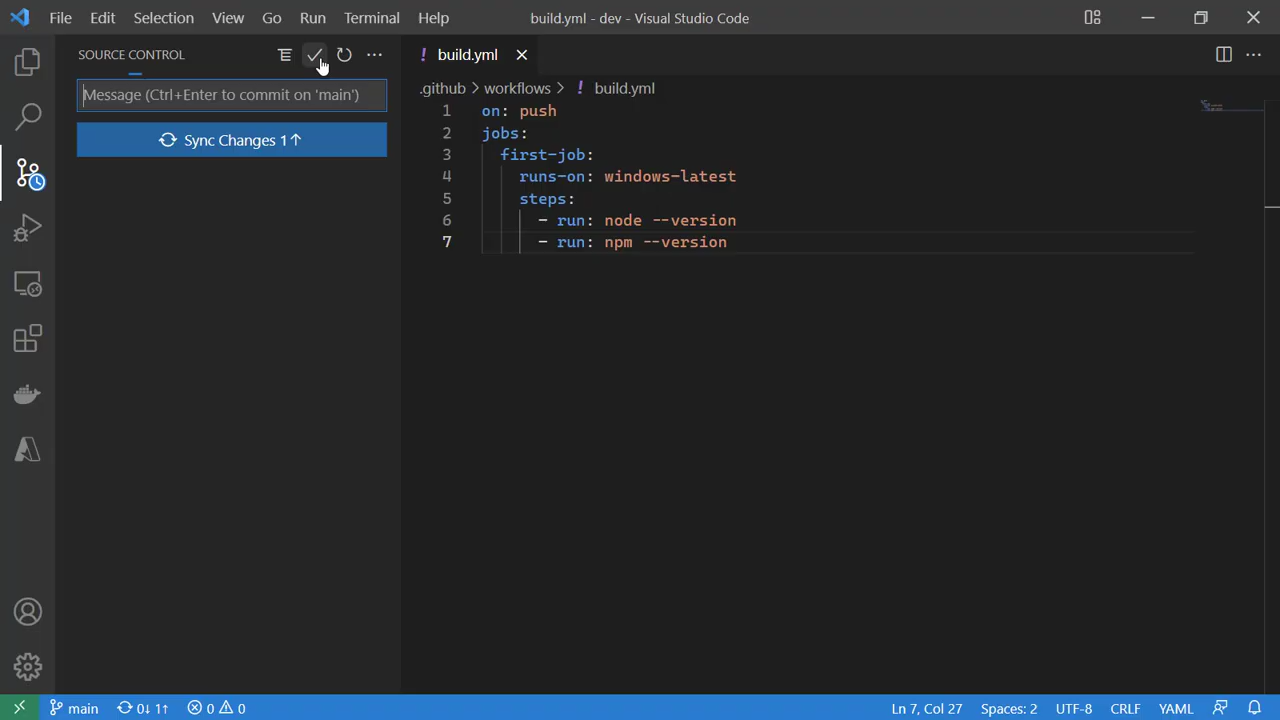 File Edit Selection View Go Run Terminal Help
build.yml - dev - Visual Studio Code
SOURCE CONTROL
Message (Ctrl+Enter to commit on 'main')
Sync Changes 1↑
! build.yml
.github > workflows > ! build.yml
1 on: push
2 jobs:
3 first-job:
4 runs-on: windows-latest
5 steps:
6 - run: node --version
7 - run: npm --version
main 0↓ 1↑ 0 0
Ln 7, Col 27 Spaces: 2 UTF-8 CRLF YAML